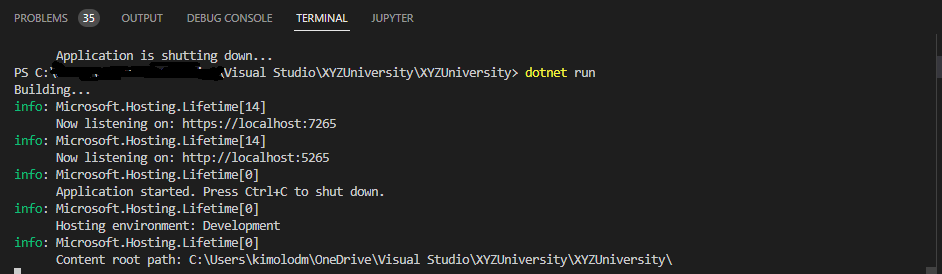 PROBLEMS 35 OUTPUT DEBUG CONSOLE TERMINAL JUPYTER
Application is shutting down...
PS C:\ \Visual Studio\XYZUniversity\XYZUniversity> dotnet run
Building...
info: Microsoft.Hosting.Lifetime[14]
Now listening on: https://localhost:7265
info: Microsoft.Hosting.Lifetime[14]
Now listening on: http://localhost:5265
info: Microsoft.Hosting.Lifetime[0]
Application started. Press Ctrl+C to shut down.
info: Microsoft.Hosting.Lifetime[0]
Hosting environment: Development
info: Microsoft.Hosting.Lifetime[0]
Content root path: C:\Users\kimolodm\OneDrive\Visual Studio\XYZUniversity\XYZUniversity\